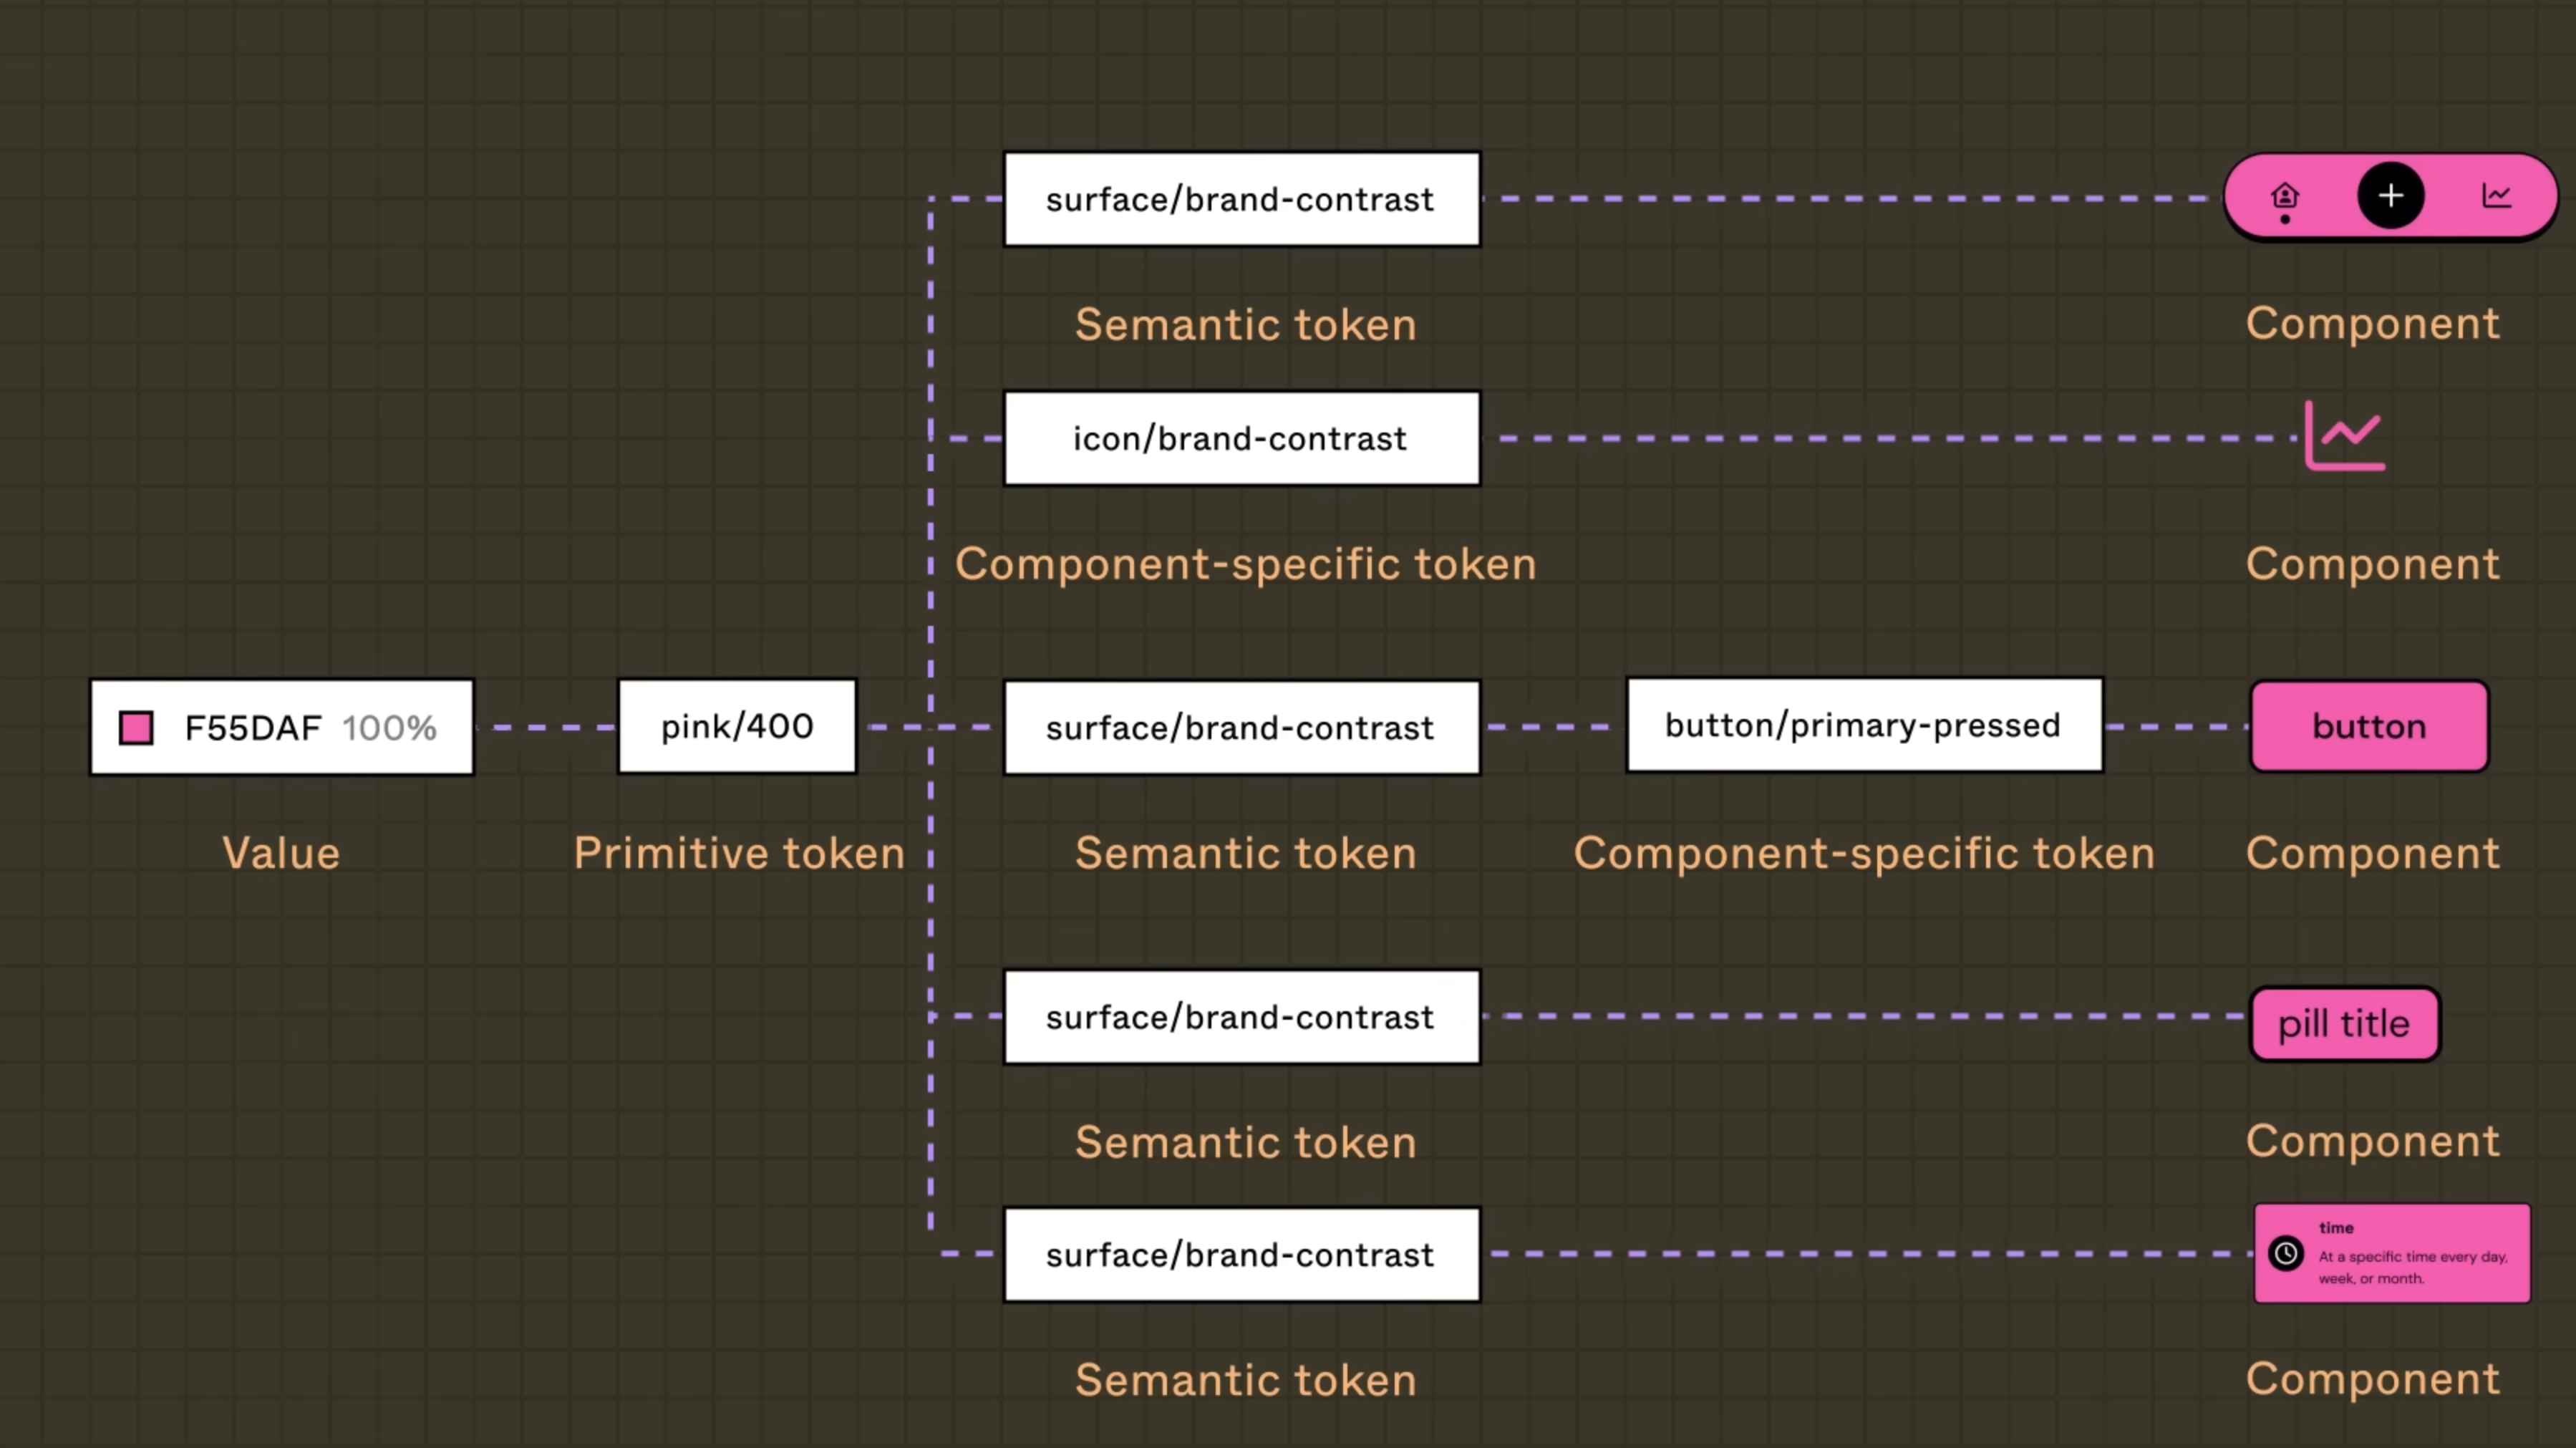 surface/brand-contrast
Semantic token
Component
icon/brand-contrast
Component-specific token
Component
F55DAF 100%
pink/400
surface/brand-contrast
button/primary-pressed
button
Value
Primitive token
Semantic token
Component-specific token
Component
surface/brand-contrast
pill title
Semantic token
Component
surface/brand-contrast
time
At a specific time every day,
week, or month.
Semantic token
Component